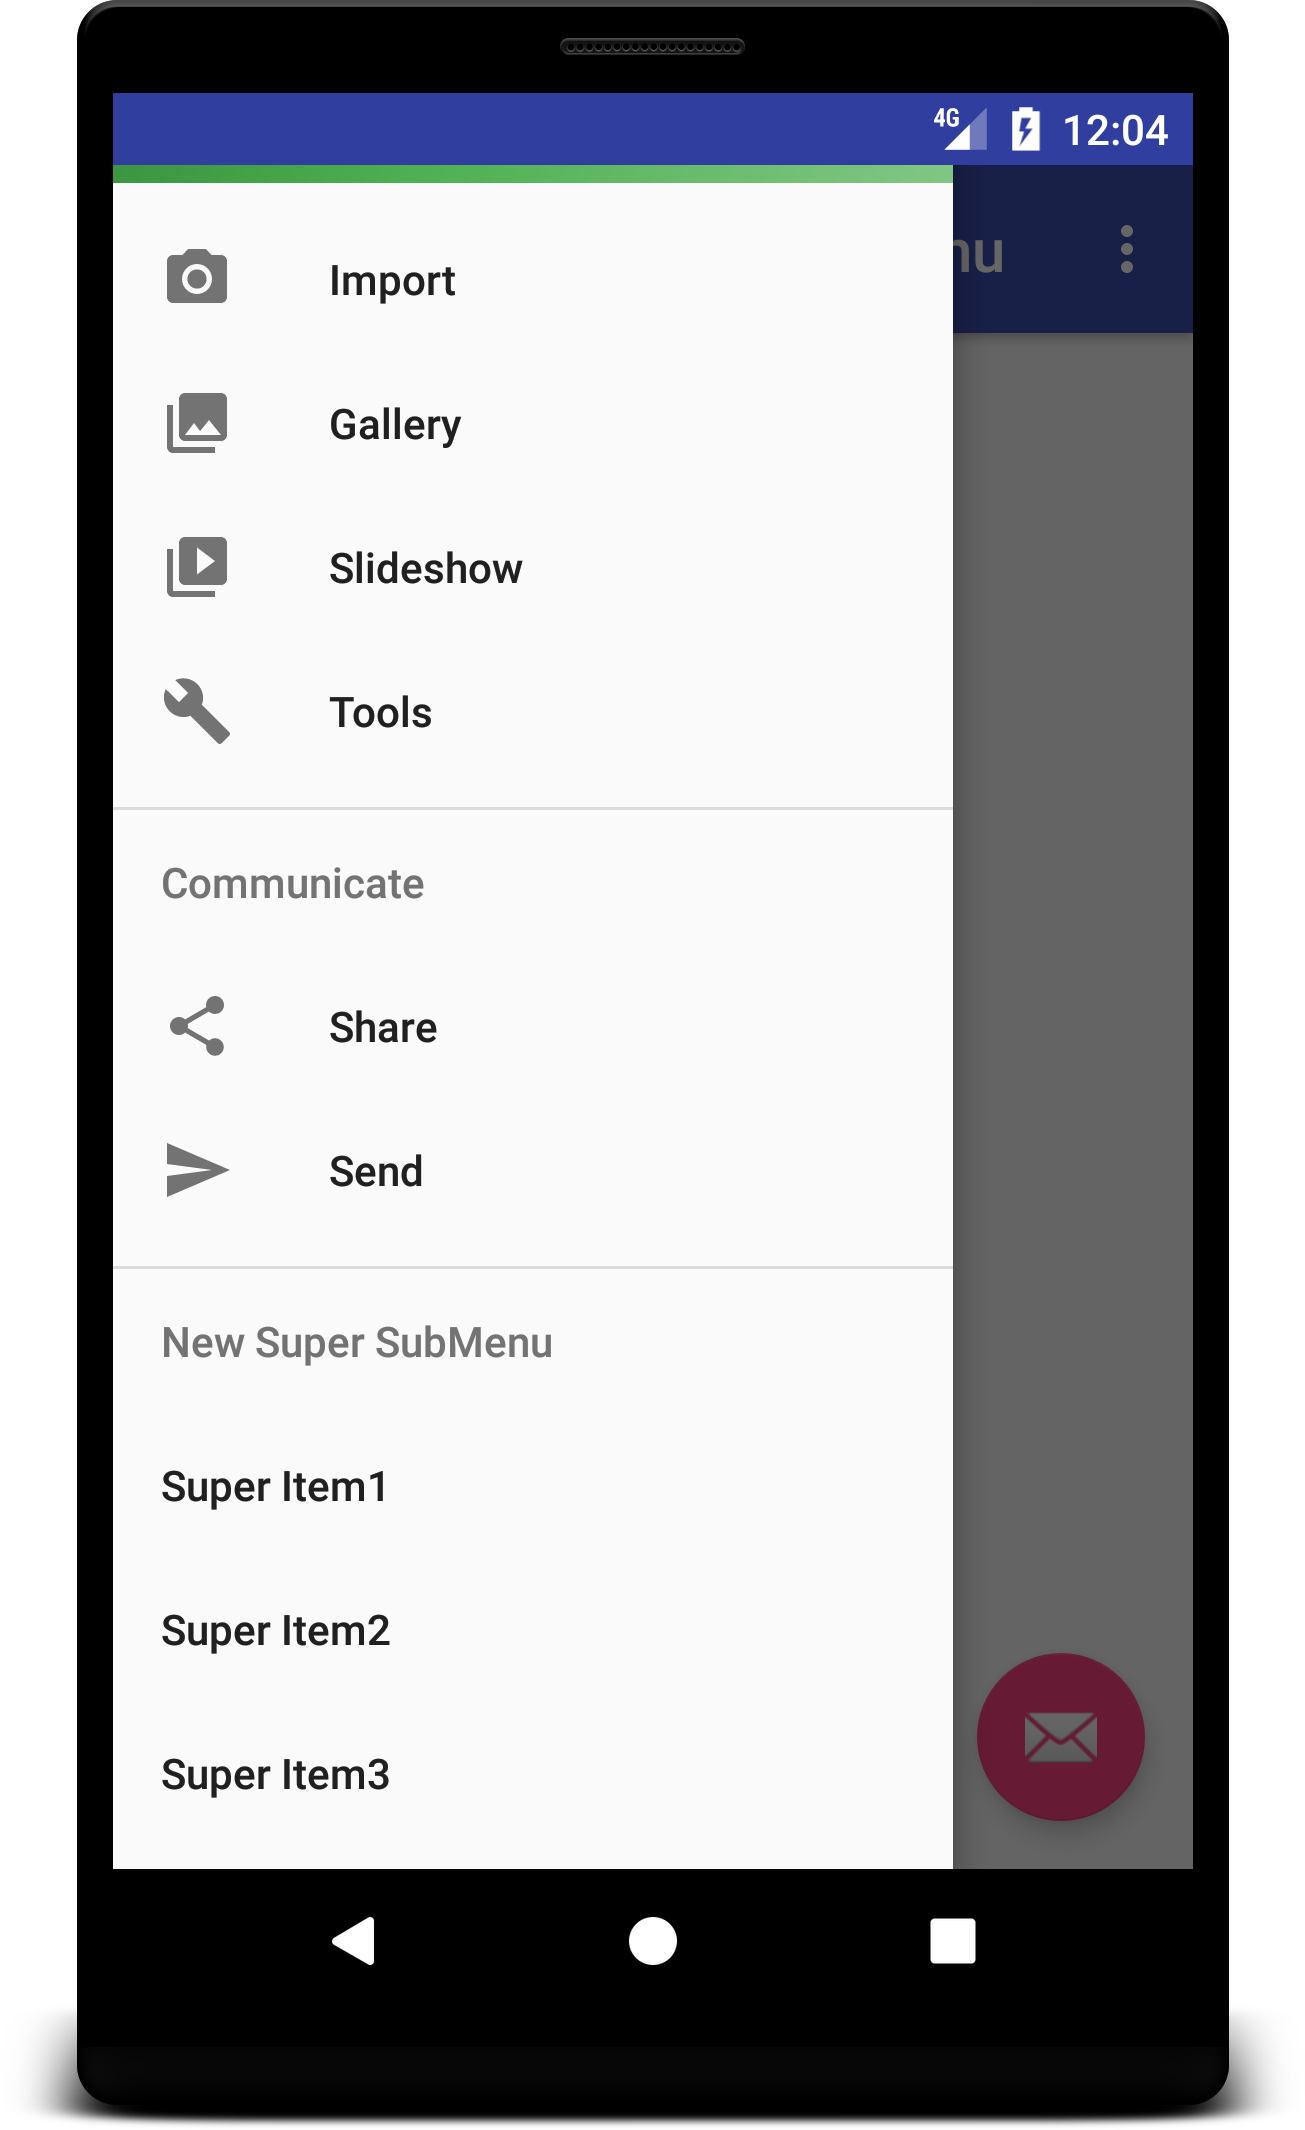 4G 12:04
nu
Import
Gallery
Slideshow
Tools
Communicate
Share
Send
New Super SubMenu
Super Item1
Super Item2
Super Item3